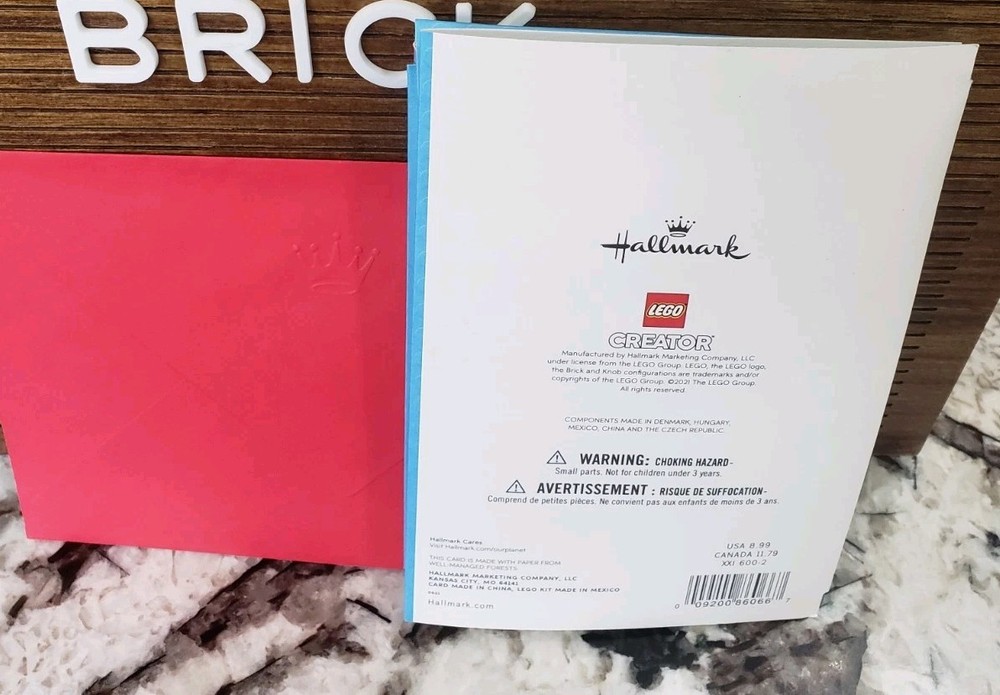 BRICK
Hallmark
LEGO
CREATOR
Manufactured by Hallmark Marketing Company, LLC
under license from the LEGO Group. LEGO, the LEGO logo,
the Brick and Knob configurations are trademarks and/or
copyrights of the LEGO Group. ©2021 The LEGO Group.
All rights reserved.
COMPONENTS MADE IN DENMARK, HUNGARY,
MEXICO, CHINA AND THE CZECH REPUBLIC.
WARNING: CHOKING HAZARD-
Small parts. Not for children under 3 years.
AVERTISSEMENT : RISQUE DE SUFFOCATION-
Comprend de petites pièces. Ne convient pas aux enfants de moins de 3 ans.
Hallmark Cares
Visit Hallmark.com/ourplanet
THIS CARD IS MADE WITH PAPER FROM
WELL-MANAGED FORESTS.
HALLMARK MARKETING COMPANY, LLC
KANSAS CITY, MO 64141
CARD MADE IN CHINA, LEGO KIT MADE IN MEXICO
Hallmark.com
USA 8.99
CANADA 11.79
XXI 600-2
0 09200 86066 7